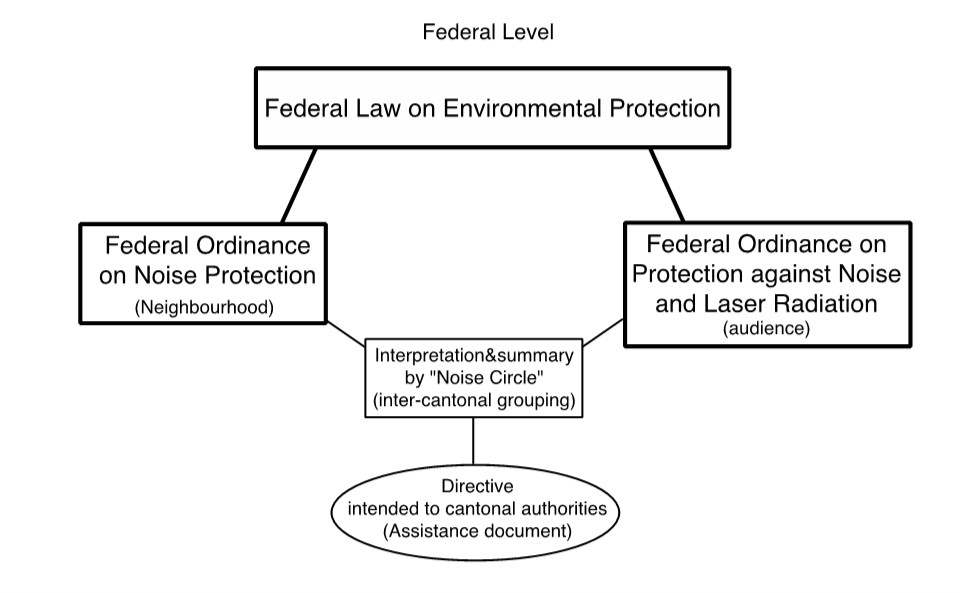 Federal Level
Federal Law on Environmental Protection
Federal Ordinance
on Noise Protection
(Neighbourhood)
Federal Ordinance on
Protection against Noise
and Laser Radiation
(audience)
Interpretation&summary
by "Noise Circle"
(inter-cantonal grouping)
Directive
intended to cantonal authorities
(Assistance document)